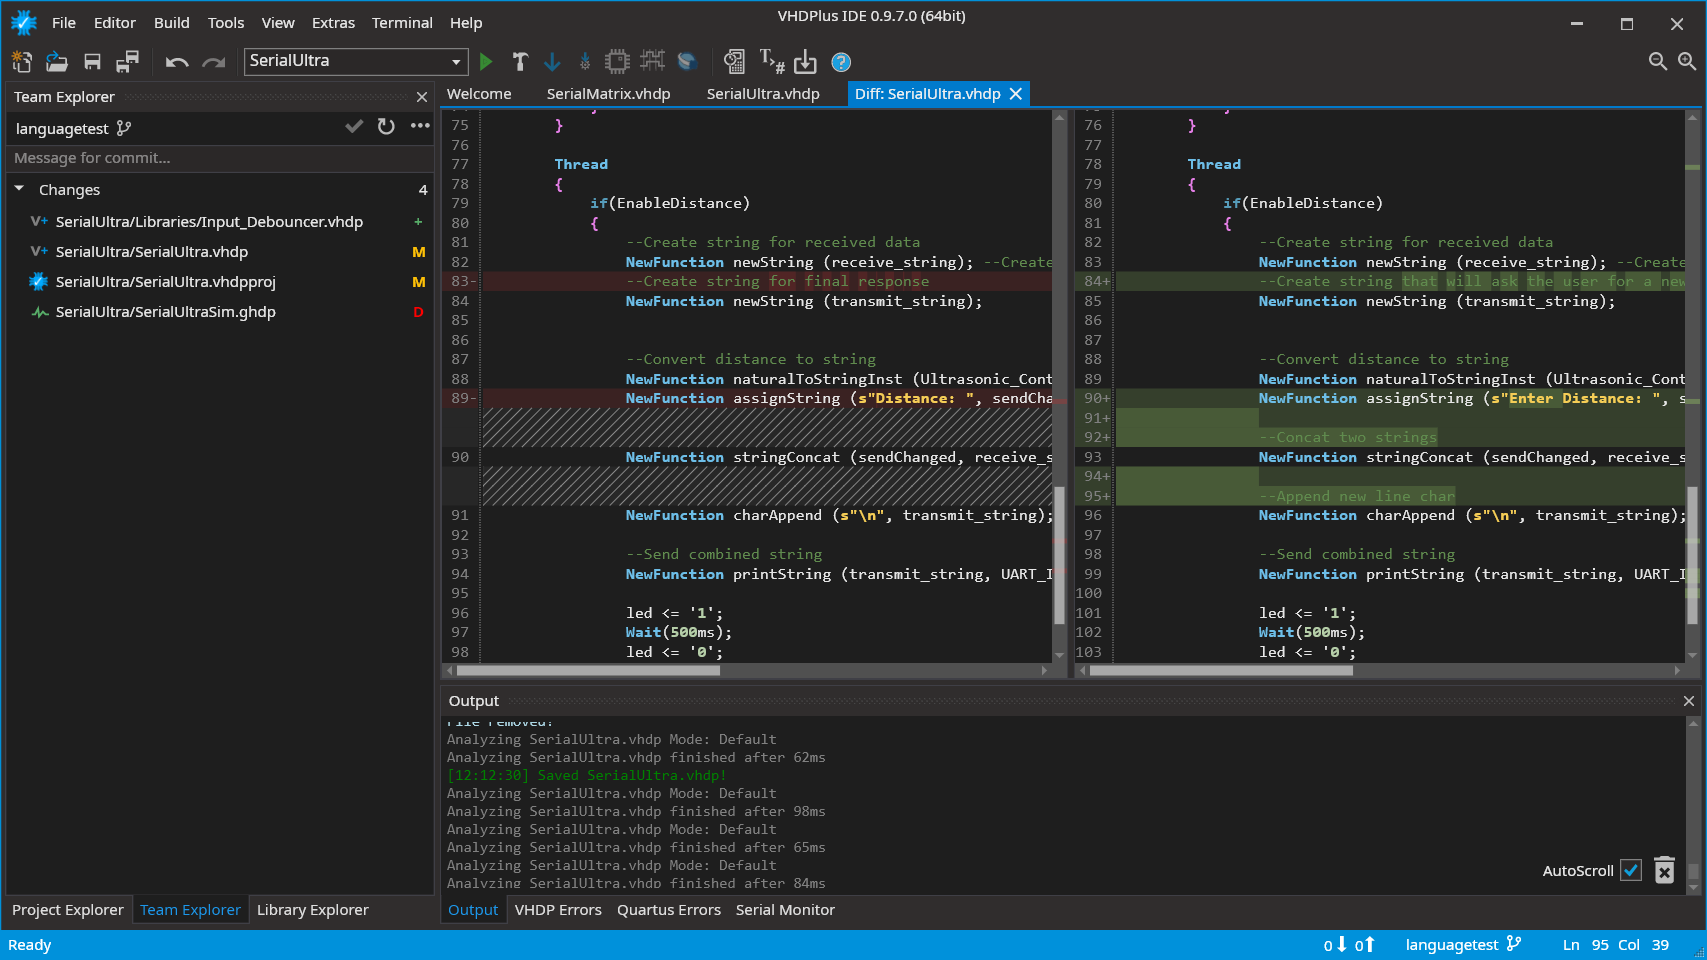 VHDPlus IDE 0.9.7.0 (64bit)
File Editor Build Tools View Extras Terminal Help
SerialUltra
Team Explorer
languagetest
Message for commit...
Changes 4
SerialUltra/Libraries/Input_Debouncer.vhdp +
SerialUltra/SerialUltra.vhdp M
SerialUltra/SerialUltra.vhdpproj M
SerialUltra/SerialUltraSim.ghdp D
Project Explorer Team Explorer Library Explorer
Welcome SerialMatrix.vhdp SerialUltra.vhdp Diff: SerialUltra.vhdp
75 }
76
77 Thread
78 {
79 if(EnableDistance)
80 {
81 --Create string for received data
82 NewFunction newString (receive_string); --Create
83- --Create string for final response
84 NewFunction newString (transmit_string);
85
86
87 --Convert distance to string
88 NewFunction naturalToStringInst (Ultrasonic_Cont
89- NewFunction assignString (s"Distance: ", sendCha
90 NewFunction stringConcat (sendChanged, receive_s
91 NewFunction charAppend (s"\n", transmit_string);
92
93 --Send combined string
94 NewFunction printString (transmit_string, UART_I
95
96 led <= '1';
97 Wait(500ms);
98 led <= '0';
76 }
77
78 Thread
79 {
80 if(EnableDistance)
81 {
82 --Create string for received data
83 NewFunction newString (receive_string); --Create
84+ --Create string that will ask the user for a new
85 NewFunction newString (transmit_string);
86
87
88 --Convert distance to string
89 NewFunction naturalToStringInst (Ultrasonic_Cont
90+ NewFunction assignString (s"Enter Distance: ", s
91+
92+ --Concat two strings
93 NewFunction stringConcat (sendChanged, receive_s
94+
95+ --Append new line char
96 NewFunction charAppend (s"\n", transmit_string);
97
98 --Send combined string
99 NewFunction printString (transmit_string, UART_I
100
101 led <= '1';
102 Wait(500ms);
103 led <= '0';
Output
File removed!
Analyzing SerialUltra.vhdp Mode: Default
Analyzing SerialUltra.vhdp finished after 62ms
[12:12:30] Saved SerialUltra.vhdp!
Analyzing SerialUltra.vhdp Mode: Default
Analyzing SerialUltra.vhdp finished after 98ms
Analyzing SerialUltra.vhdp Mode: Default
Analyzing SerialUltra.vhdp finished after 65ms
Analyzing SerialUltra.vhdp Mode: Default
Analyzing SerialUltra.vhdp finished after 84ms
AutoScroll
Output VHDP Errors Quartus Errors Serial Monitor
Ready 0 0 languagetest Ln 95 Col 39